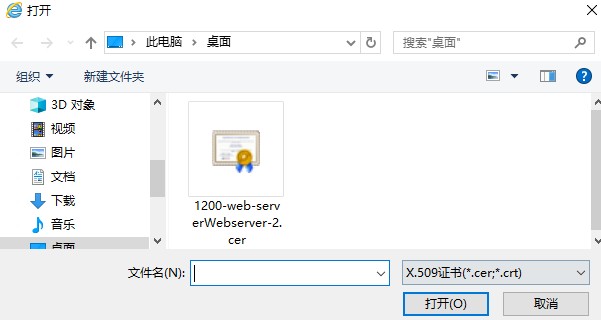 打开
此电脑 > 桌面
搜索"桌面"
组织
新建文件夹
3D 对象
视频
图片
文档
下载
音乐
桌面
1200-web-serv
erWebserver-2.
cer
文件名(N):
X.509证书(*.cer;*.crt)
打开(O)
取消